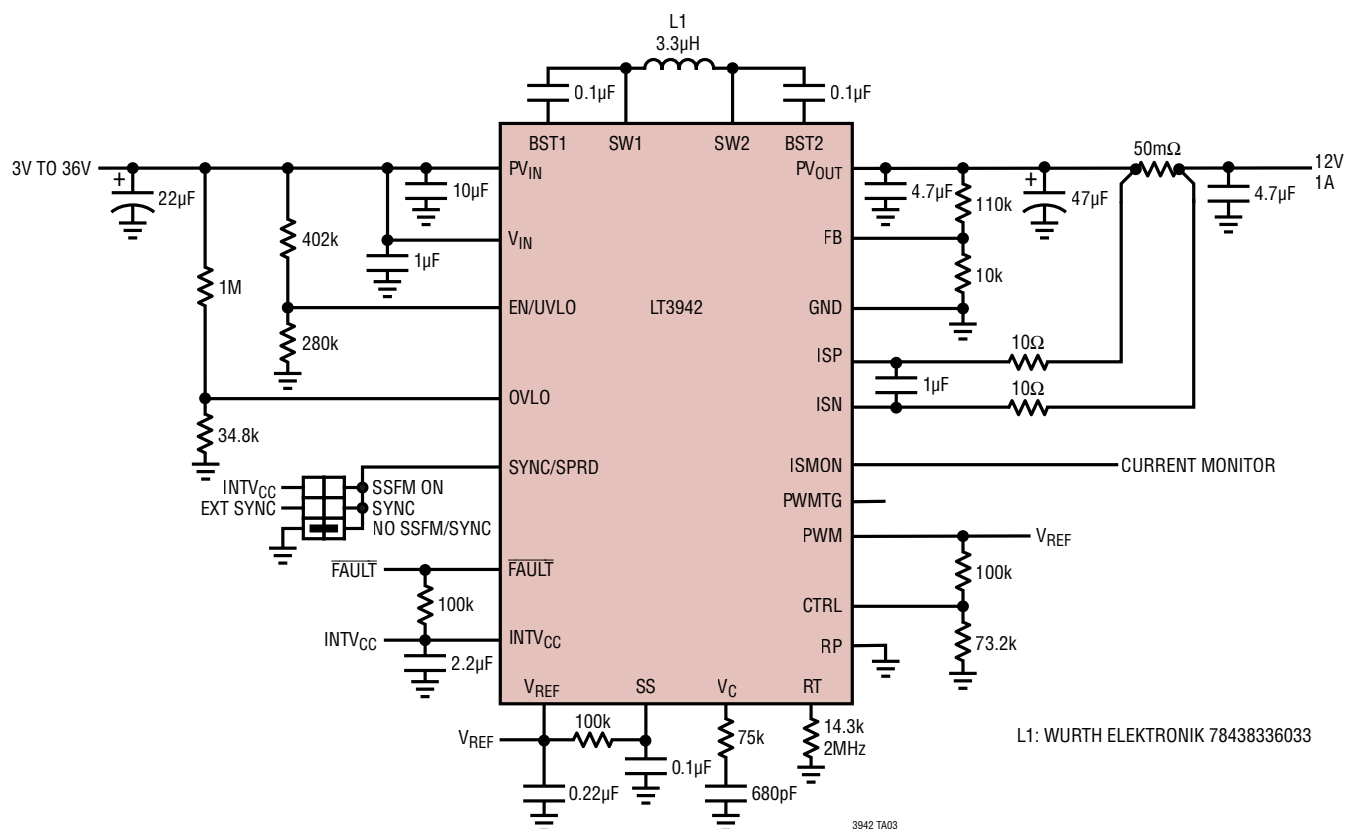 L1
3.3µH
0.1µF
0.1µF
BST1
SW1
SW2
BST2
3V TO 36V
PVIN
PVOUT
50mΩ
12V
1A
+
22µF
10µF
4.7µF
110k
+
47µF
4.7µF
402k
VIN
FB
1µF
10k
1M
EN/UVLO
LT3942
GND
280k
10Ω
ISP
1µF
10Ω
OVLO
ISN
34.8k
SYNC/SPRD
ISMON
CURRENT MONITOR
INTVCC
SSFM ON
EXT SYNC
SYNC
NO SSFM/SYNC
PWMTG
PWM
VREF
FAULT
FAULT
100k
100k
CTRL
INTVCC
INTVCC
73.2k
RP
2.2µF
VREF
SS
VC
RT
100k
14.3k
2MHz
VREF
75k
L1: WURTH ELEKTRONIK 78438336033
0.1µF
0.22µF
680pF
3942 TA03